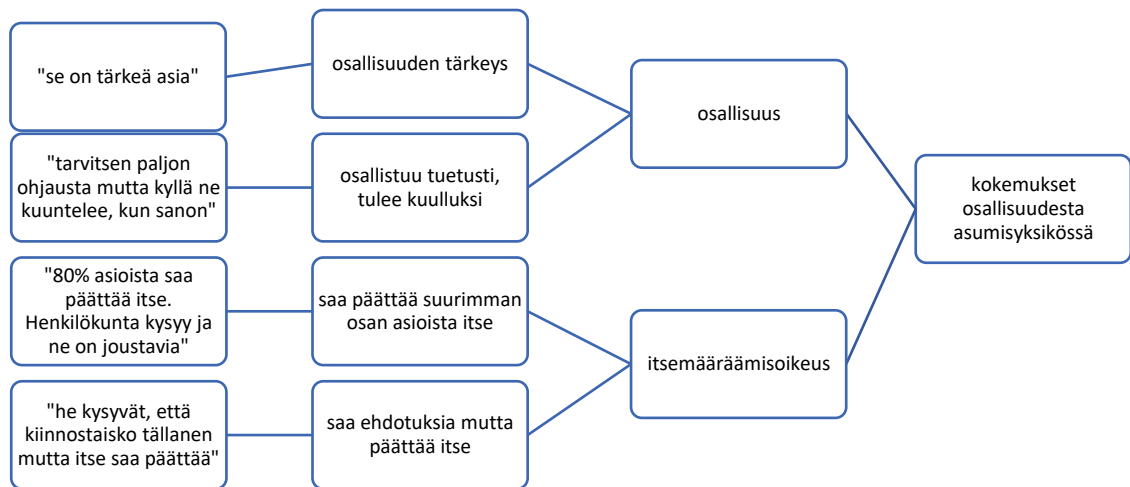 "se on tärkeä asia"
osallisuuden tärkeys
osallisuus
"tarvitsen paljon
ohjausta mutta kyllä ne
kuuntelee, kun sanon"
osallistuu tuetusti,
tulee kuulluksi
kokemukset
osallisuudesta
asumisyksikössä
"80% asioista saa
päättää itse.
Henkilökunta kysyy ja
ne on joustavia"
saa päättää suurimman
osan asioista itse
itsemääräämisoikeus
"he kysyvät, että
kiinnostaisko tällanen
mutta itse saa päättää"
saa ehdotuksia mutta
päättää itse